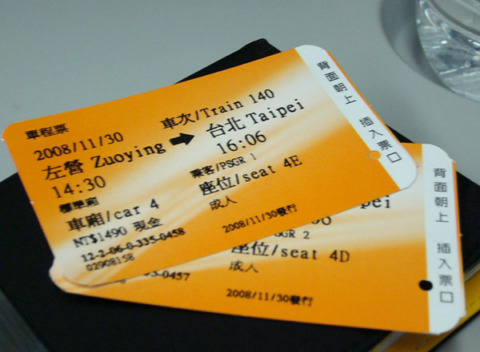 單程票
車次/Train 140
2008/11/30
左營 Zuoying → 台北 Taipei
14:30 16:06
標準廂 乘客/PSGR 1
車廂/car 4 座位/seat 4E
NT$1490 現金 成人
12-2-06-0-335-0458
02908158 2008/11/30發行
背面朝上 插入票口
Taipei
06
PSGR 2
座位/seat 4D
成人
-0457
2008/11/30發行
背面朝上 插入票口